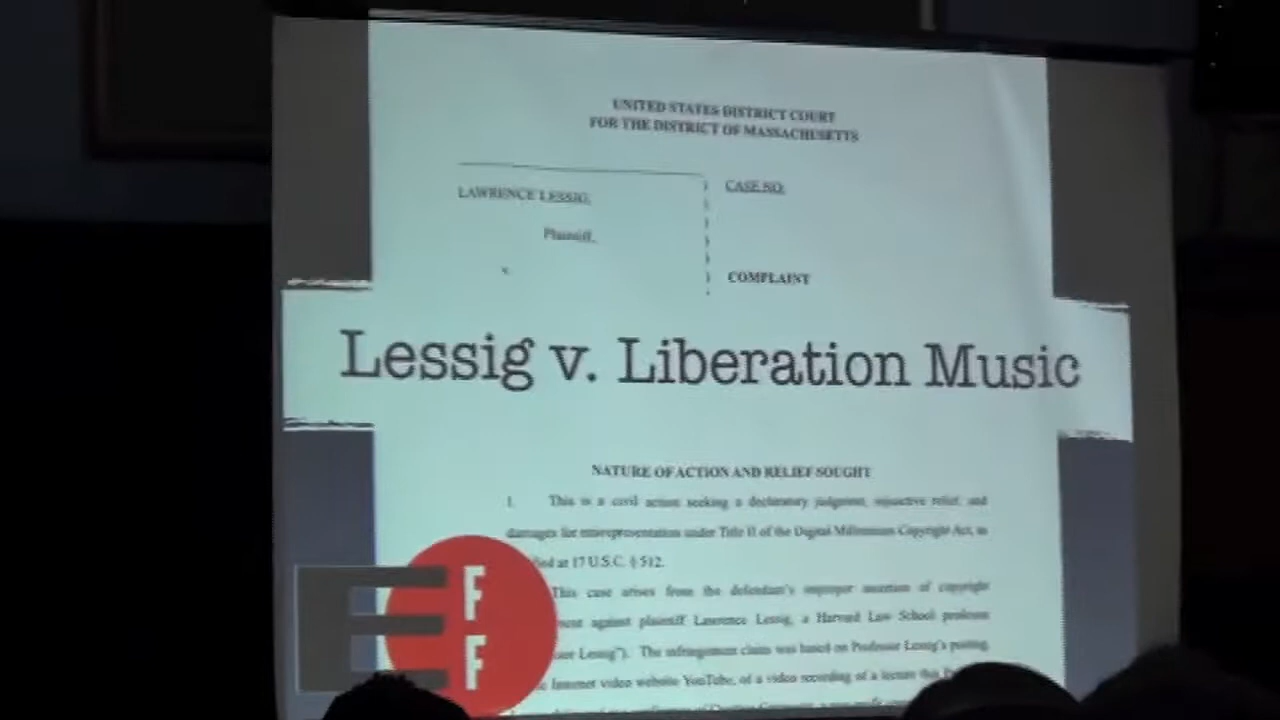 UNITED STATES DISTRICT COURT
FOR THE DISTRICT OF MASSACHUSETTS
LAWRENCE LESSIG,
CASE NO.
Plaintiff,
v.
COMPLAINT
Lessig v. Liberation Music
NATURE OF ACTION AND RELIEF SOUGHT
1. This is a civil action seeking a declaratory judgment, injunctive relief, and
damages for misrepresentation under Title II of the Digital Millennium Copyright Act, as
at 17 U.S.C. § 512.
This case arises from the defendant's improper assertion of copyright
against plaintiff Lawrence Lessig, a Harvard Law School professor
Lessig"). The infringement claim was based on Professor Lessig's posting,
Internet video website YouTube, of a video recording of a lecture that
E
F
F